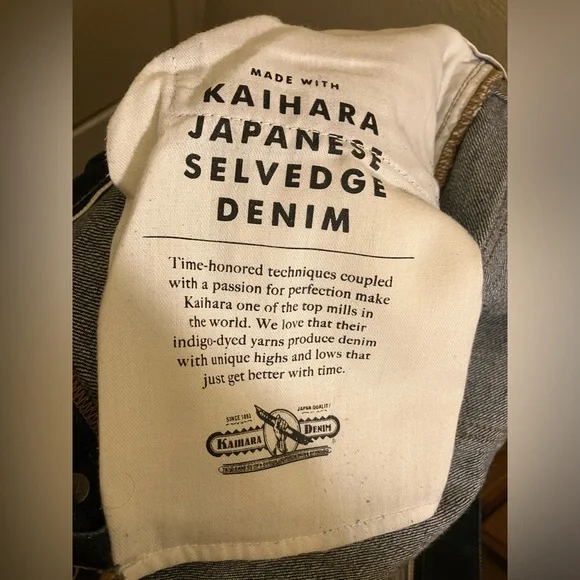 MADE WITH
KAIHARA
JAPANESE
SELVEDGE
DENIM
Time-honored techniques coupled
with a passion for perfection make
Kaihara one of the top mills in
the world. We love that their
indigo-dyed yarns produce denim
with unique highs and lows that
just get better with time.
SINCE 1893
JAPAN QUALITY
KAIHARA DENIM